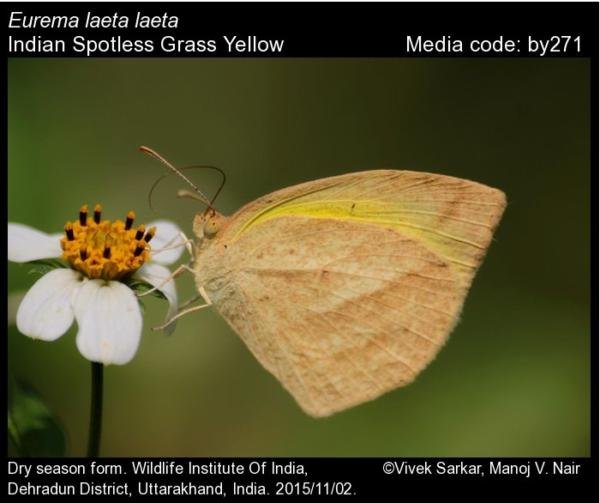 Eurema laeta laeta
Indian Spotless Grass Yellow Media code: by271
Dry season form. Wildlife Institute Of India, ©Vivek Sarkar, Manoj V. Nair
Dehradun District, Uttarakhand, India. 2015/11/02.